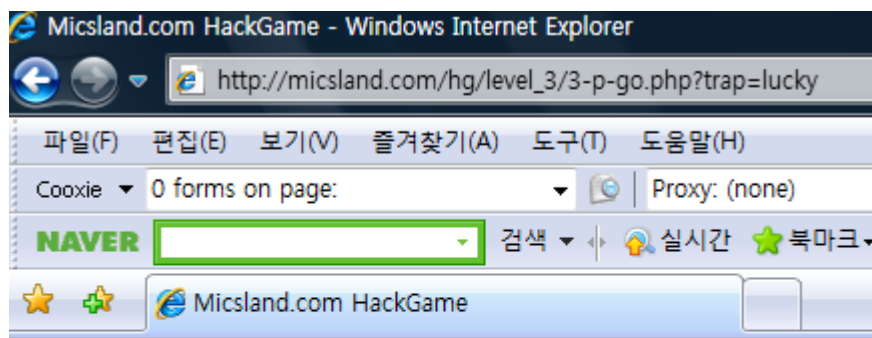 Micsland.com HackGame - Windows Internet Explorer
http://micsland.com/hg/level_3/3-p-go.php?trap=lucky
파일(F) 편집(E) 보기(V) 즐겨찾기(A) 도구(T) 도움말(H)
Cooxie 0 forms on page: Proxy: (none)
NAVER 검색 실시간 북마크
Micsland.com HackGame